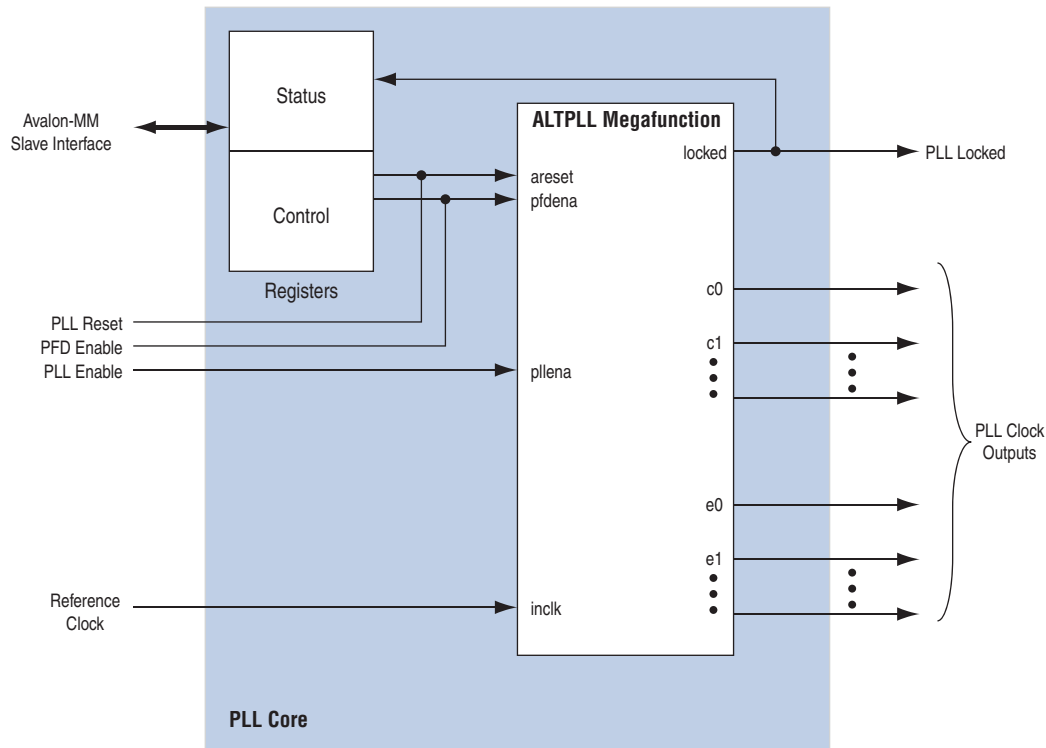 Status
Avalon-MM
Slave Interface
ALTPLL Megafunction
locked
PLL Locked
areset
pfdena
Control
Registers
c0
PLL Reset
PFD Enable
PLL Enable
c1
pllena
PLL Clock
Outputs
e0
e1
Reference
Clock
inclk
PLL Core